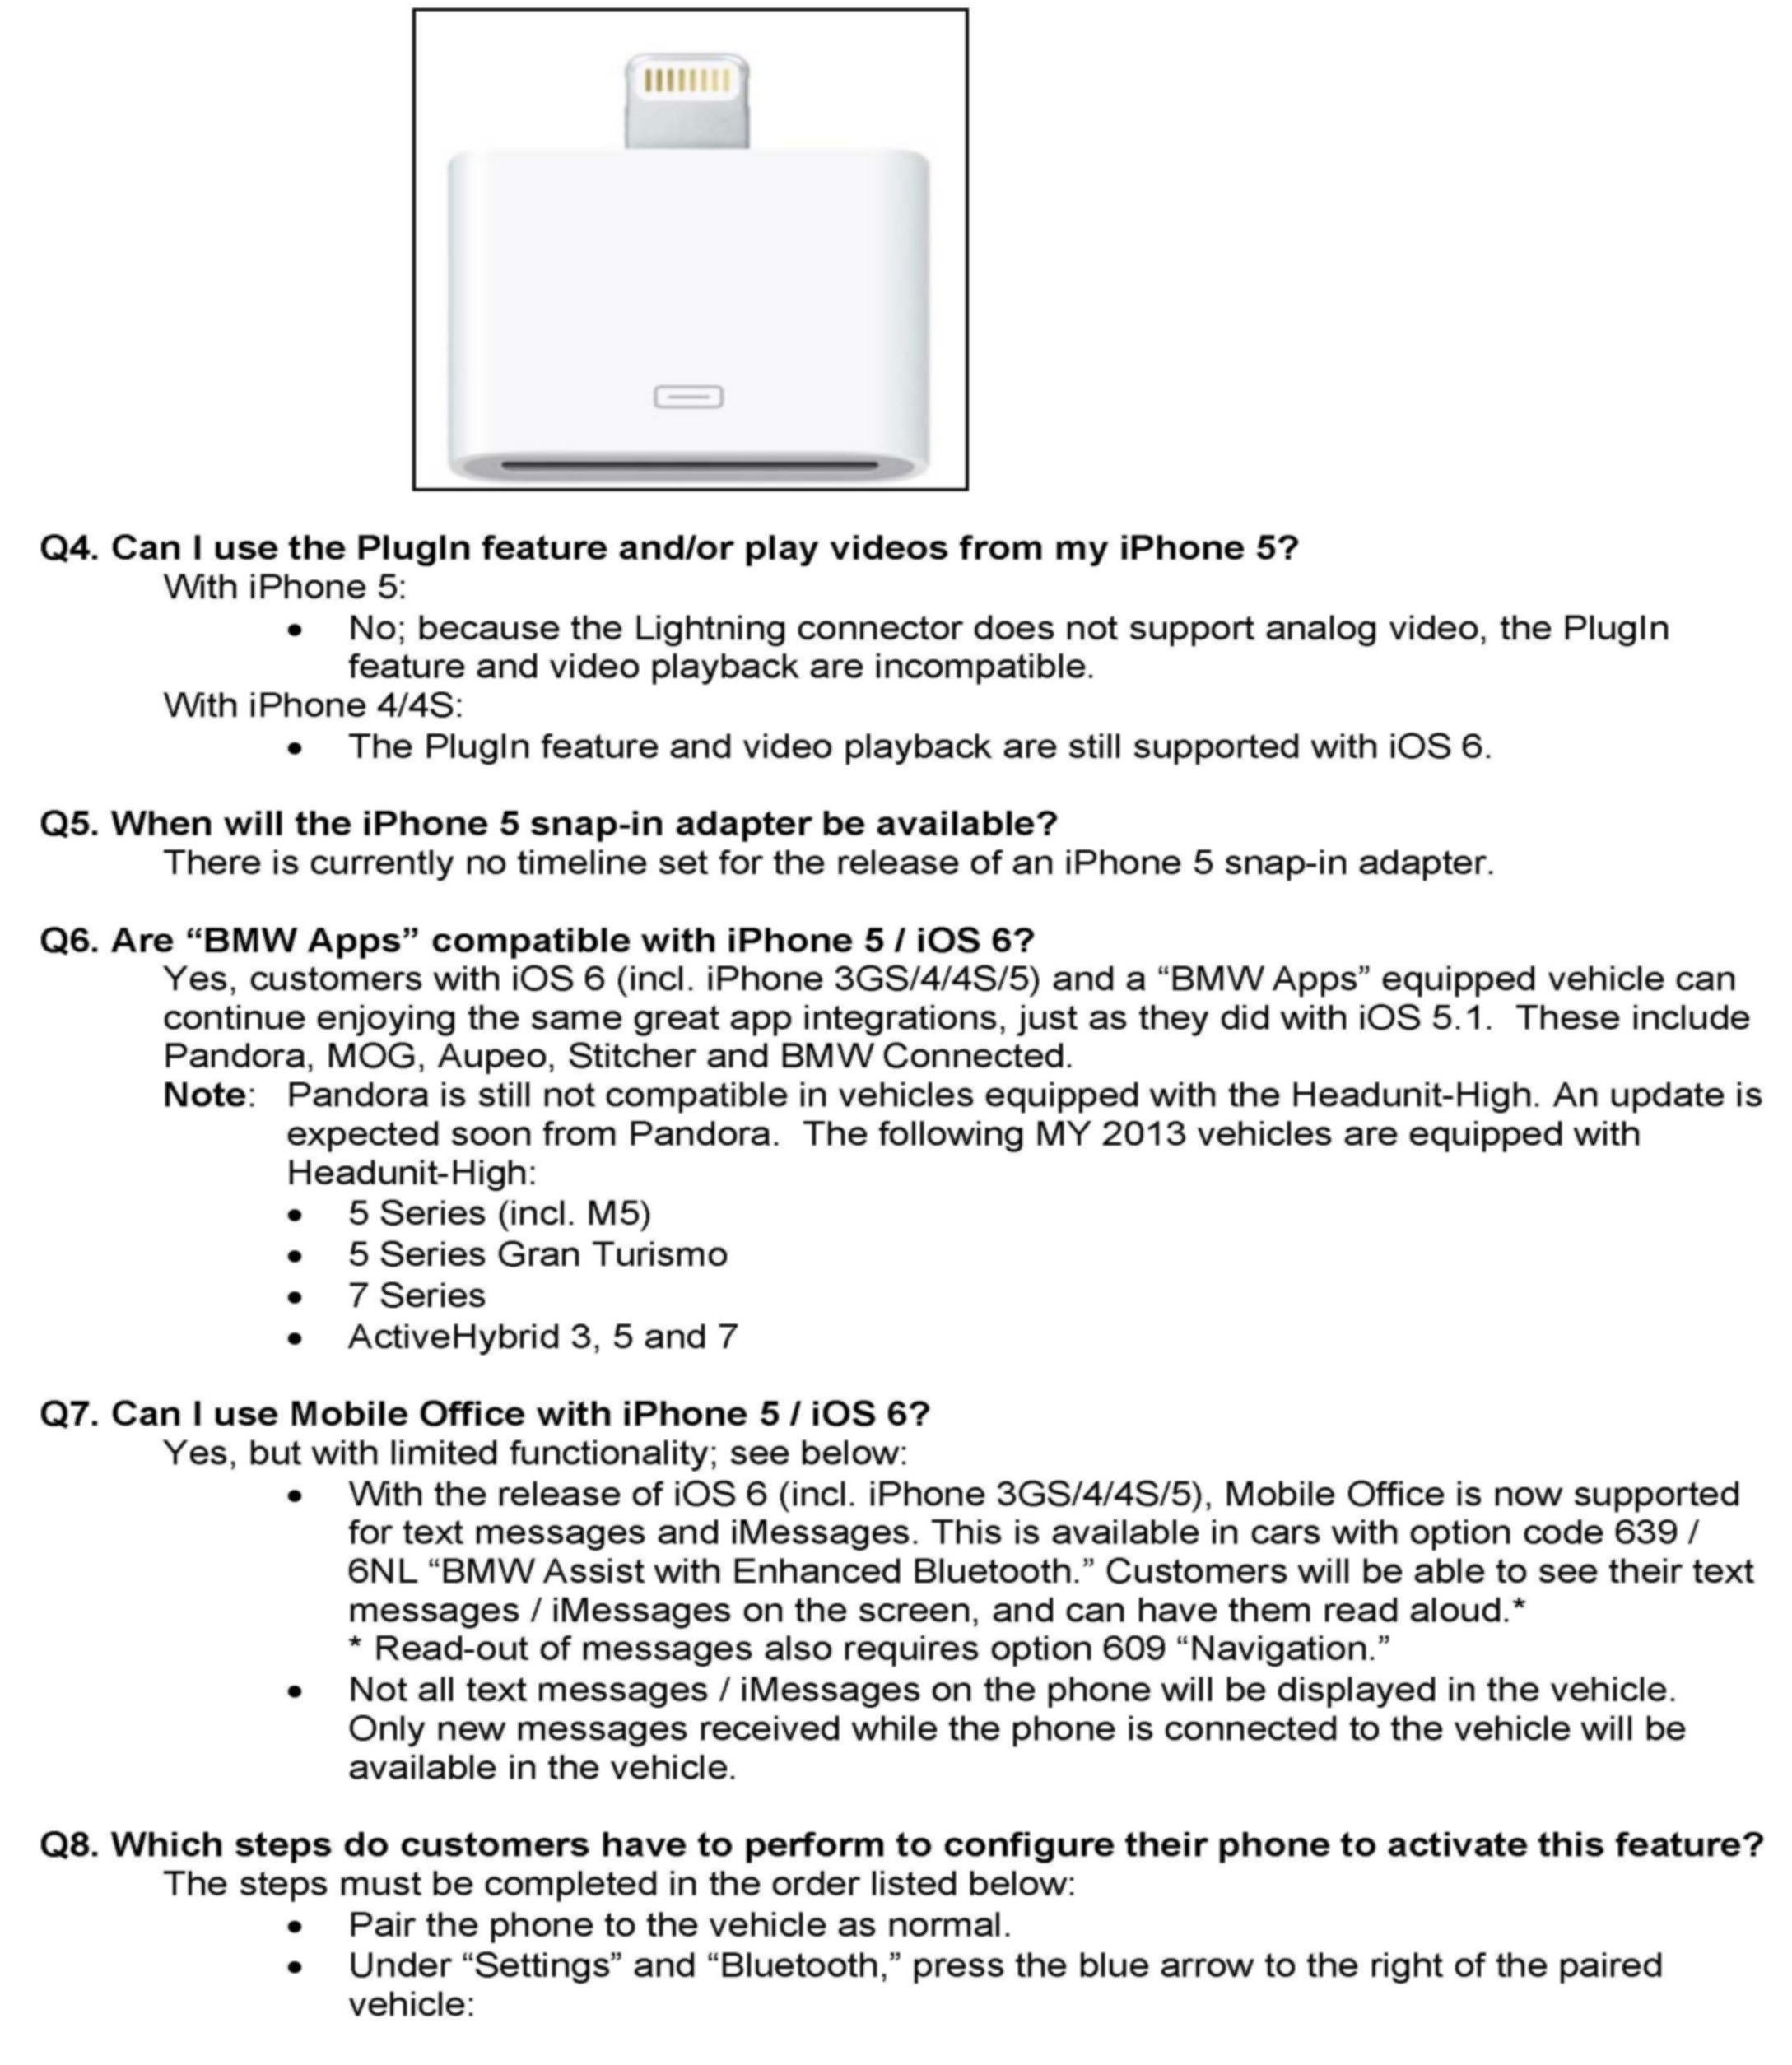 Q4. Can I use the PlugIn feature and/or play videos from my iPhone 5?
With iPhone 5:
• No; because the Lightning connector does not support analog video, the PlugIn
feature and video playback are incompatible.
With iPhone 4/4S:
• The PlugIn feature and video playback are still supported with iOS 6.
Q5. When will the iPhone 5 snap-in adapter be available?
There is currently no timeline set for the release of an iPhone 5 snap-in adapter.
Q6. Are “BMW Apps” compatible with iPhone 5 / iOS 6?
Yes, customers with iOS 6 (incl. iPhone 3GS/4/4S/5) and a “BMW Apps” equipped vehicle can
continue enjoying the same great app integrations, just as they did with iOS 5.1. These include
Pandora, MOG, Aupeo, Stitcher and BMW Connected.
Note: Pandora is still not compatible in vehicles equipped with the Headunit-High. An update is
expected soon from Pandora. The following MY 2013 vehicles are equipped with
Headunit-High:
• 5 Series (incl. M5)
• 5 Series Gran Turismo
• 7 Series
• ActiveHybrid 3, 5 and 7
Q7. Can I use Mobile Office with iPhone 5 / iOS 6?
Yes, but with limited functionality; see below:
• With the release of iOS 6 (incl. iPhone 3GS/4/4S/5), Mobile Office is now supported
for text messages and iMessages. This is available in cars with option code 639 /
6NL “BMW Assist with Enhanced Bluetooth.” Customers will be able to see their text
messages / iMessages on the screen, and can have them read aloud.*
* Read-out of messages also requires option 609 “Navigation.”
• Not all text messages / iMessages on the phone will be displayed in the vehicle.
Only new messages received while the phone is connected to the vehicle will be
available in the vehicle.
Q8. Which steps do customers have to perform to configure their phone to activate this feature?
The steps must be completed in the order listed below:
• Pair the phone to the vehicle as normal.
• Under “Settings” and “Bluetooth,” press the blue arrow to the right of the paired
vehicle: